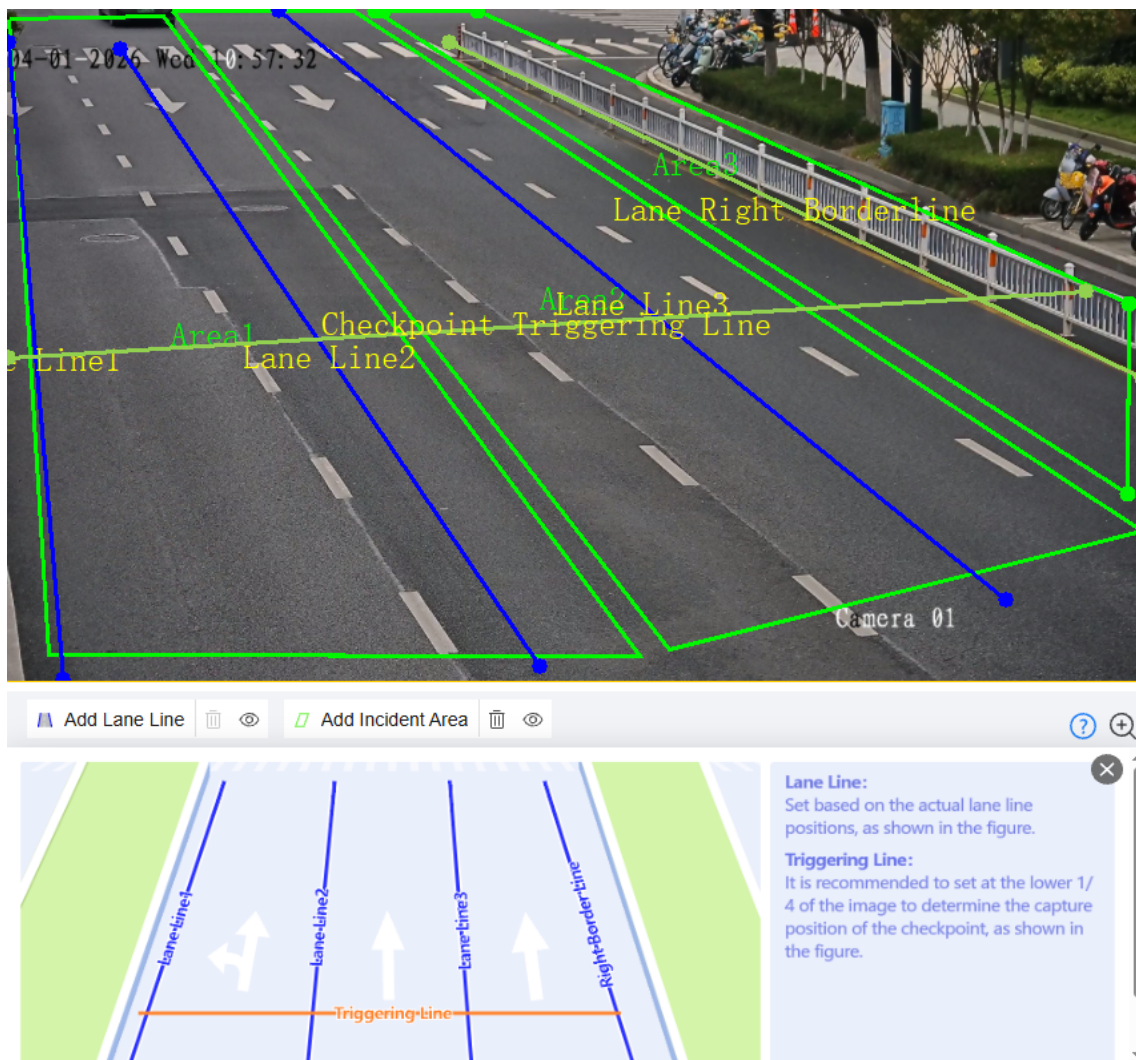 04-01-2026 Wed 10:57:32
Area3
Lane Right Borderline
Area2
Lane Line3
Checkpoint Triggering Line
Area1
e Line1
Lane Line2
Camera 01
Add Lane Line
Add Incident Area
?
Lane Line:
Set based on the actual lane line
positions, as shown in the figure.
Triggering Line:
It is recommended to set at the lower 1/
4 of the image to determine the capture
position of the checkpoint, as shown in
the figure.
Lane Line1
Lane Line2
Lane Line3
Right Border Line
Triggering Line